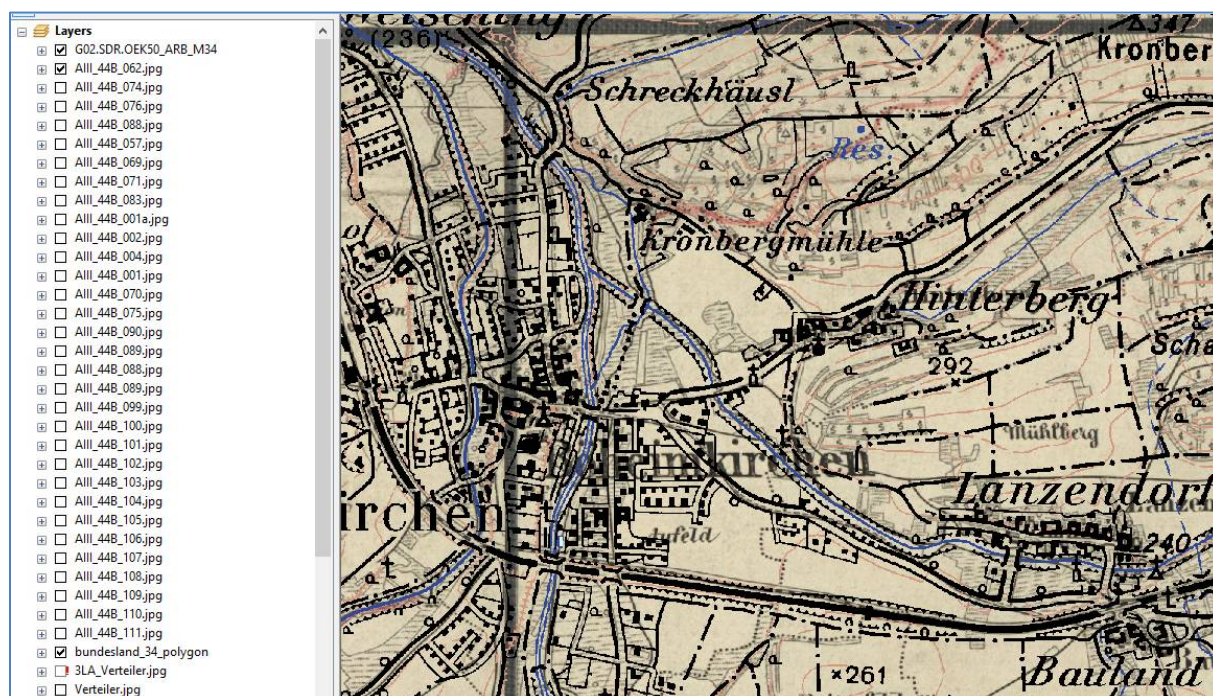 Layers
G02.SDR.OEK50_ARB_M34
AIII_44B_062.jpg
AIII_44B_074.jpg
AIII_44B_076.jpg
AIII_44B_088.jpg
AIII_44B_057.jpg
AIII_44B_069.jpg
AIII_44B_071.jpg
AIII_44B_083.jpg
AIII_44B_001a.jpg
AIII_44B_002.jpg
AIII_44B_004.jpg
AIII_44B_001.jpg
AIII_44B_070.jpg
AIII_44B_075.jpg
AIII_44B_090.jpg
AIII_44B_089.jpg
AIII_44B_088.jpg
AIII_44B_089.jpg
AIII_44B_099.jpg
AIII_44B_100.jpg
AIII_44B_101.jpg
AIII_44B_102.jpg
AIII_44B_103.jpg
AIII_44B_104.jpg
AIII_44B_105.jpg
AIII_44B_106.jpg
AIII_44B_107.jpg
AIII_44B_108.jpg
AIII_44B_109.jpg
AIII_44B_110.jpg
AIII_44B_111.jpg
bundesland_34_polygon
3LA_Verteiler.jpg
Verteiler.jpg
(236)
347
Kronber
Schreckhäusl
Res.
Kronbergmühle
Hinterberg
Scha
292
Mühlberg
irchen
Lanzendorf
Aufeld
240
Bauland
261